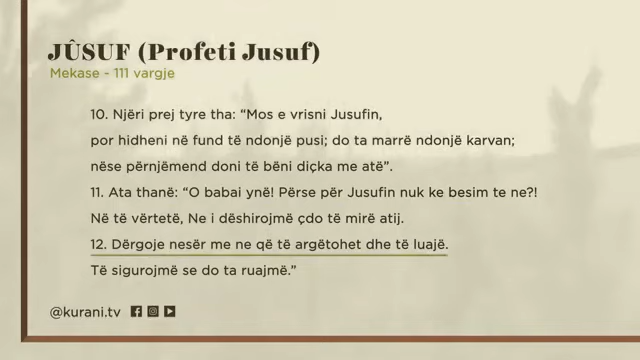 JÛSUF (Profeti Jusuf)
Mekase - 111 vargje
10. Njëri prej tyre tha: “Mos e vrisni Jusufin,
por hidheni në fund të ndonjë pusi; do ta marrë ndonjë karvan;
nëse përnjëmend doni të bëni diçka me atë”.
11. Ata thanë: “O babai ynë! Përse për Jusufin nuk ke besim te ne?!
Në të vërtetë, Ne i dëshirojmë çdo të mirë atij.
12. Dërgoje nesër me ne që të argëtohet dhe të luajë.
Të sigurojmë se do ta ruajmë.”
@kurani.tv